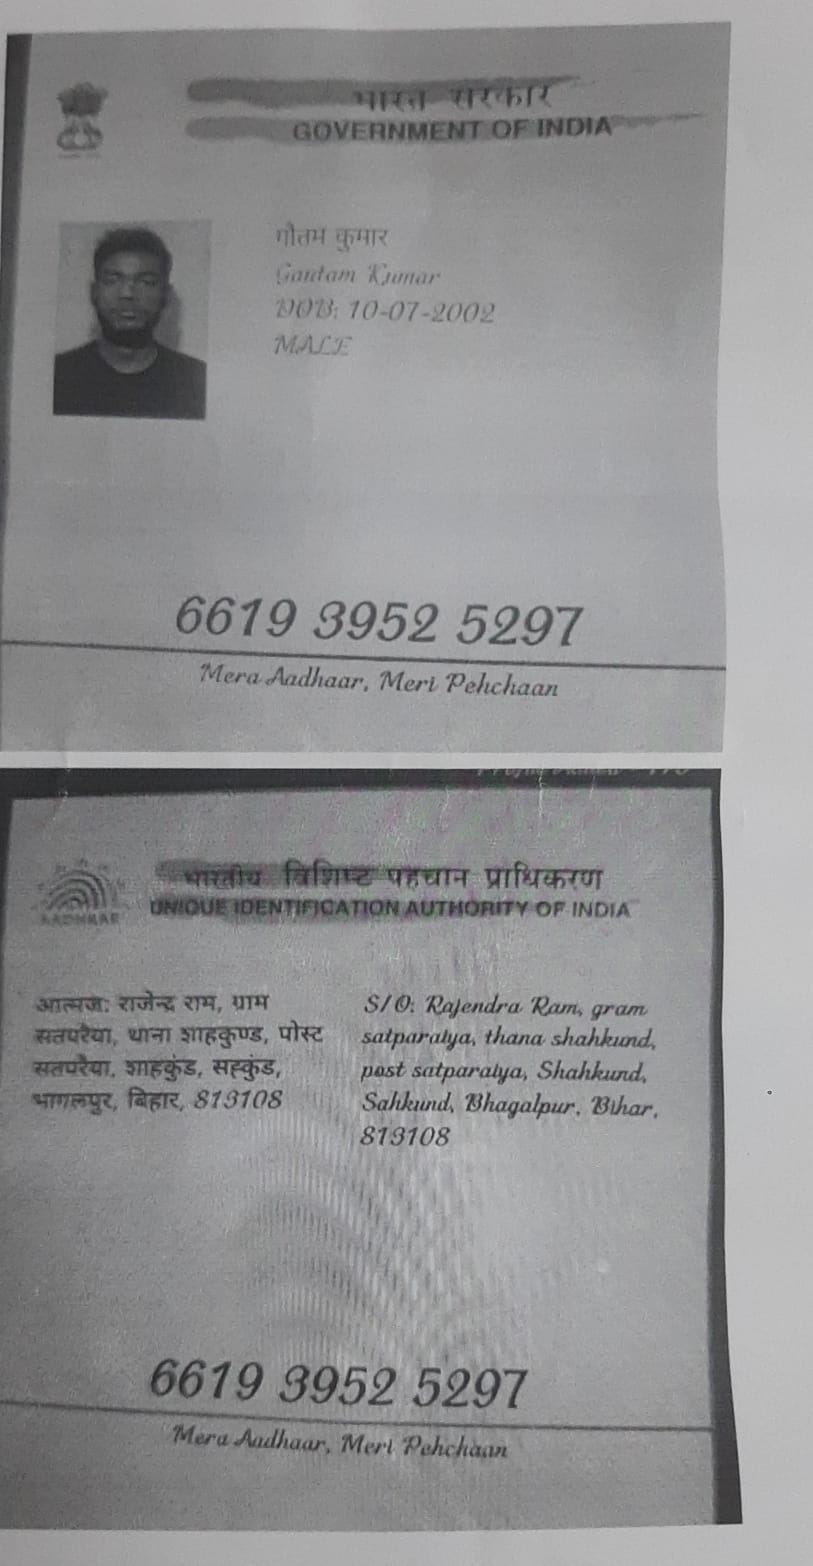 भारत सरकार
GOVERNMENT OF INDIA
गौतम कुमार
Gautam Kumar
DOB: 10-07-2002
MALE
6619 3952 5297
Mera Aadhaar, Meri Pehchaan
भारतीय विशिष्ट पहचान प्राधिकरण
UNIQUE IDENTIFICATION AUTHORITY OF INDIA
AADHAAR
आत्मज: राजेन्द्र राम, ग्राम
सतपरैया, थाना शाहकुण्ड, पोस्ट
सतपरैया, शाहकुंड, सह्कुंड,
भागलपुर, बिहार, 813108
S/O: Rajendra Ram, gram
satparaiya, thana shahkund,
post satparaiya, Shahkund,
Sahkund, Bhagalpur, Bihar,
813108
6619 3952 5297
Mera Aadhaar, Meri Pehchaan